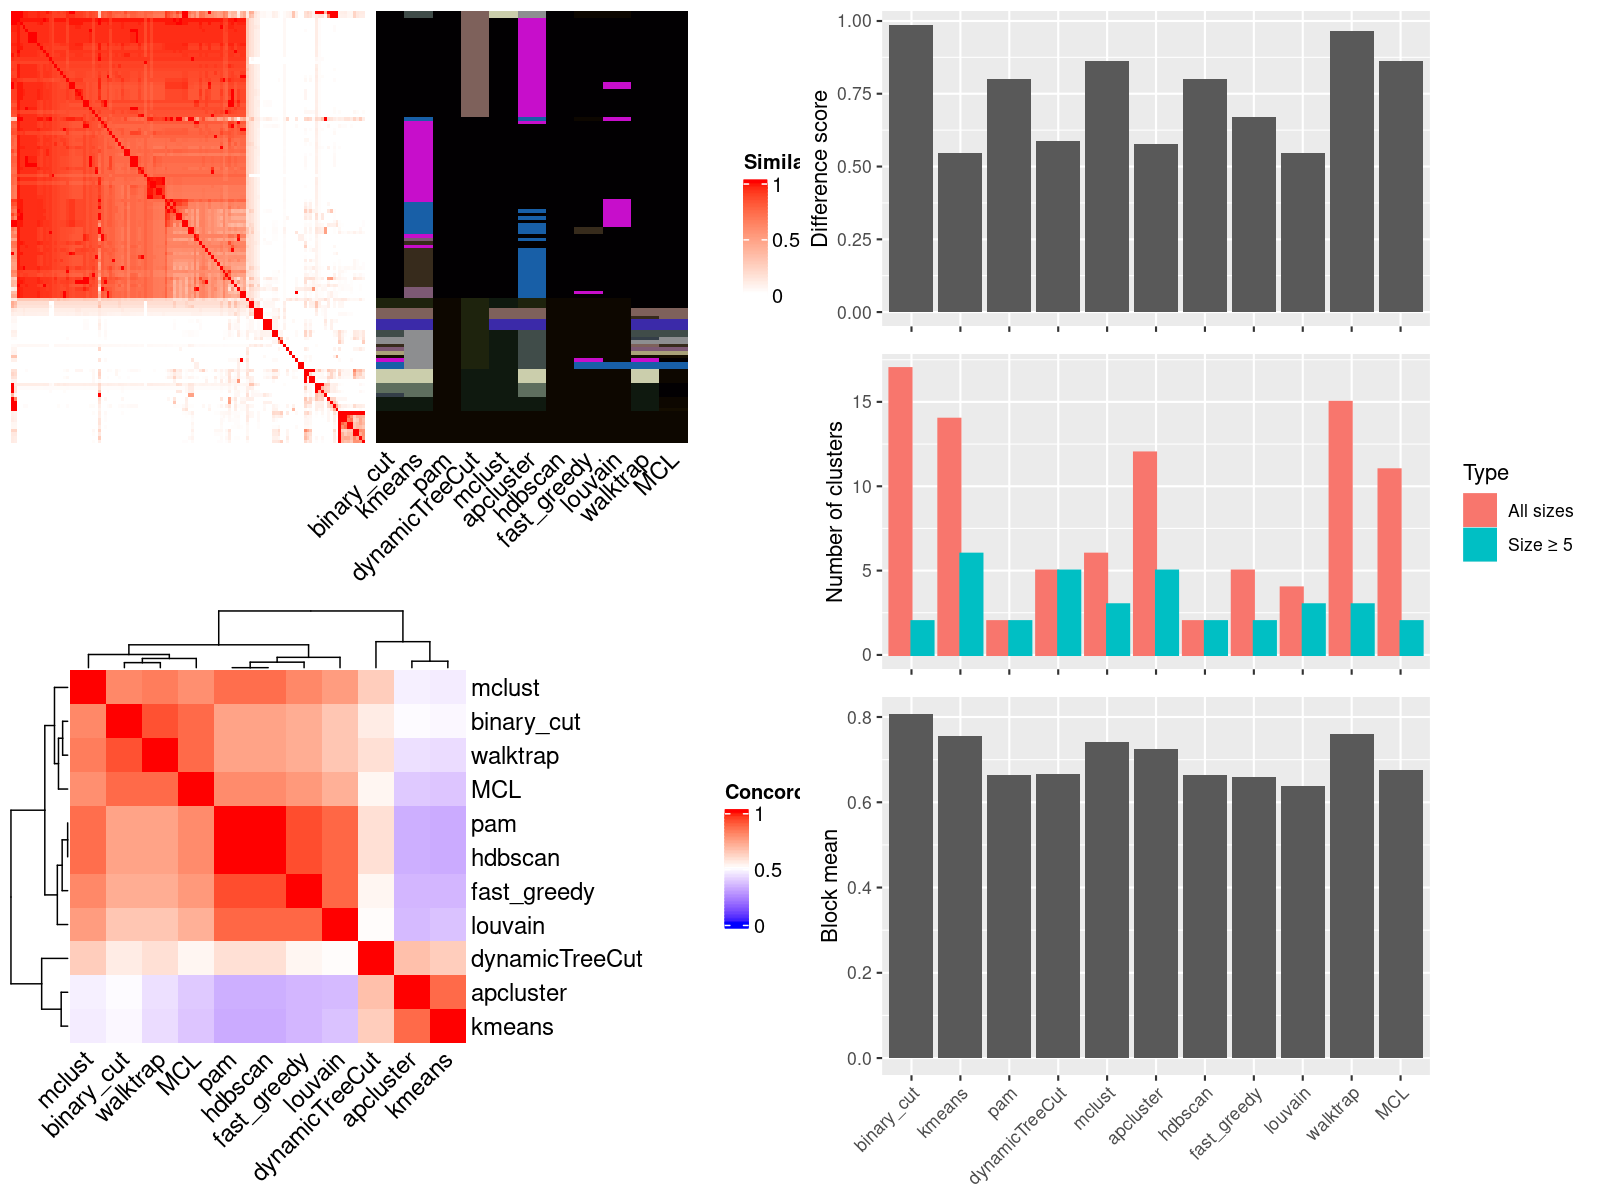 Simila
1
0.5
0
binary_cut
kmeans
pam
dynamicTreeCut
mclust
apcluster
hdbscan
fast_greedy
louvain
walktrap
MCL
Difference score
1.00
0.75
0.50
0.25
0.00
Number of clusters
15
10
5
0
Type
All sizes
Size ≥ 5
Block mean
0.8
0.6
0.4
0.2
0.0
binary_cut
kmeans
pam
dynamicTreeCut
mclust
apcluster
hdbscan
fast_greedy
louvain
walktrap
MCL
mclust
binary_cut
walktrap
MCL
pam
hdbscan
fast_greedy
louvain
dynamicTreeCut
apcluster
kmeans
Concord
1
0.5
0
mclust
binary_cut
walktrap
MCL
pam
hdbscan
fast_greedy
louvain
dynamicTreeCut
apcluster
kmeans